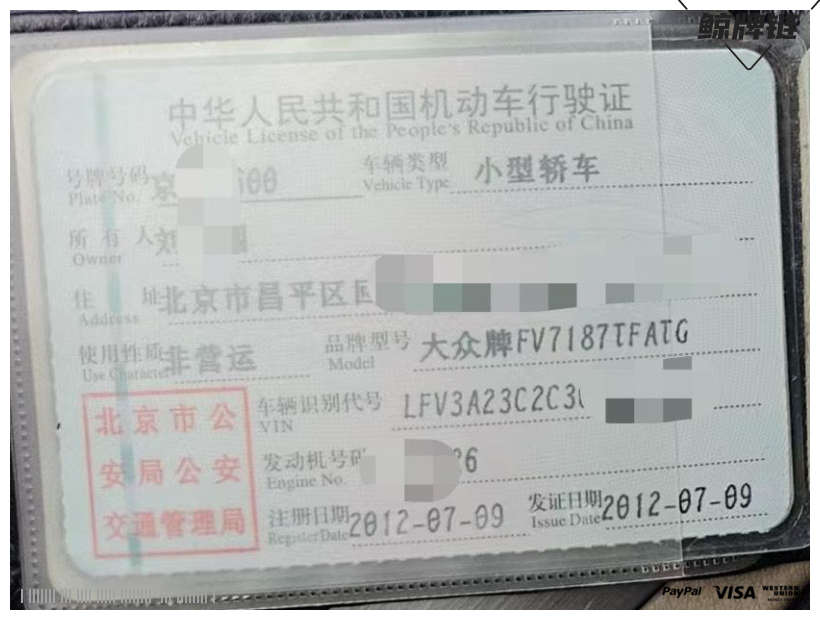 鲸牌链
中华人民共和国机动车行驶证
Vehicle License of the People's Republic of China
号牌号码 京 600 车辆类型 小型轿车
Plate No. Vehicle Type
所有人 刘
Owner
住址 北京市昌平区
Address
使用性质 非营运 品牌型号 大众牌FV7187TFATG
Use Character Model
北京市公安局公安交通管理局
车辆识别代号 LFV3A23C2C3
VIN
发动机号码 6
Engine No.
注册日期 2012-07-09 发证日期 2012-07-09
Register Date Issue Date
PayPal VISA WESTERN UNION